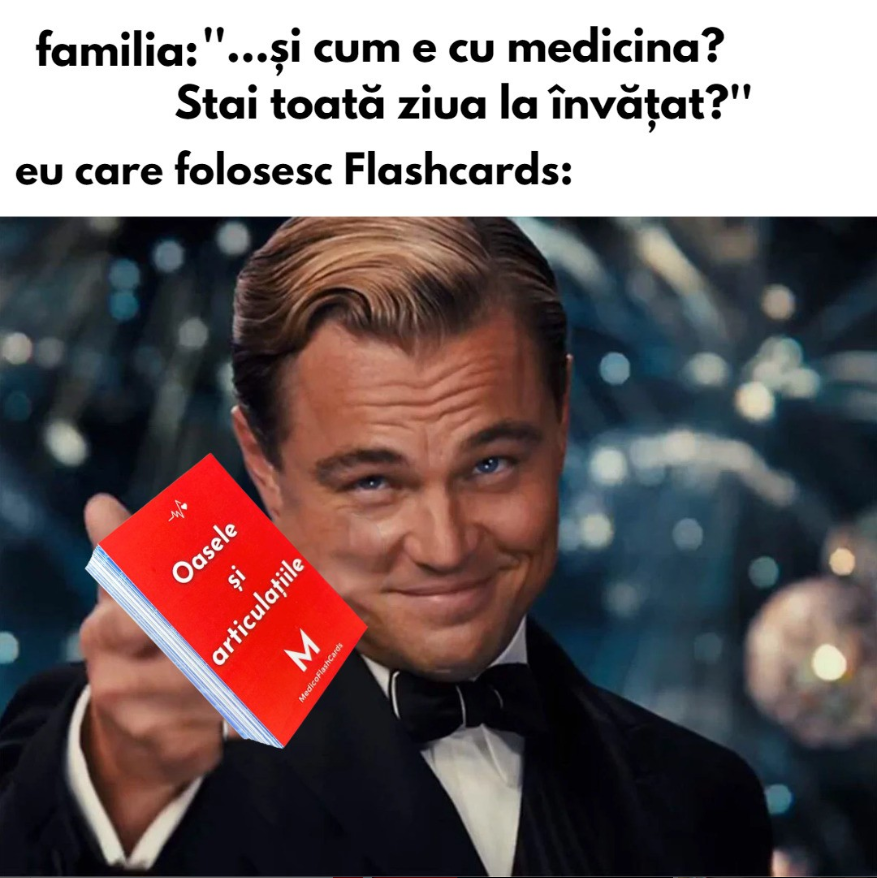 familia:"...și cum e cu medicina?
Stai toată ziua la învățat?"
eu care folosesc Flashcards:
Oasele
și
articulațiile
M
MedicoFlashCards